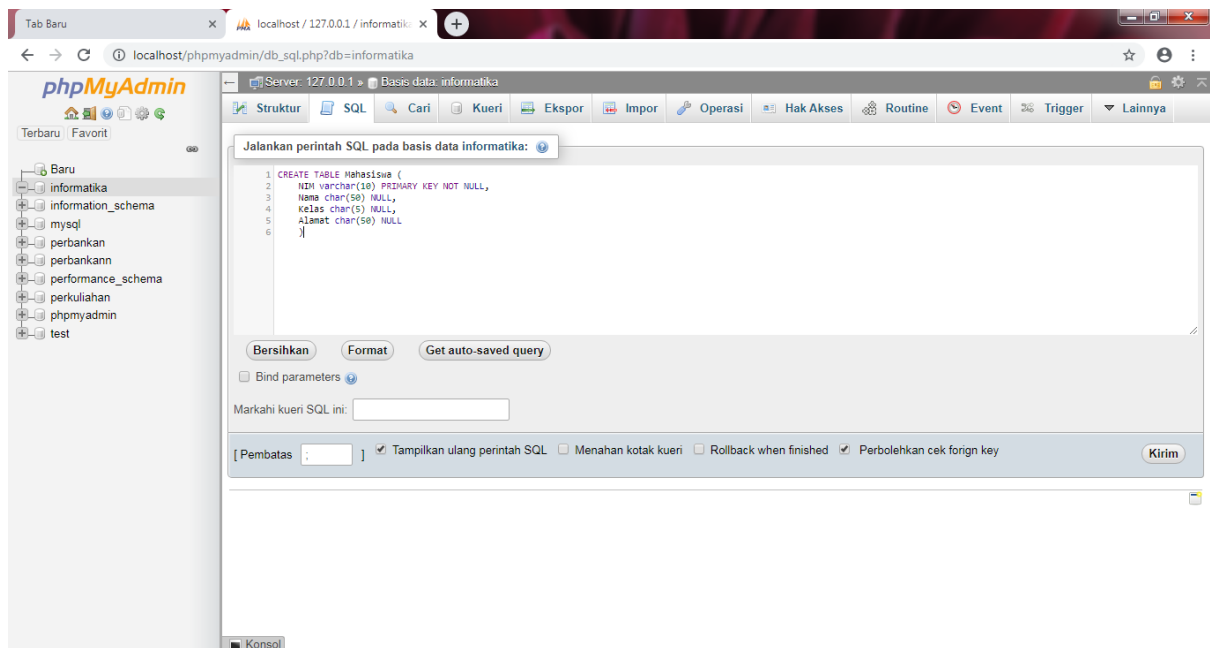 Tab Baru
localhost / 127.0.0.1 / informatika
localhost/phpmyadmin/db_sql.php?db=informatika
phpMyAdmin
Terbaru Favorit
Baru
informatika
information_schema
mysql
perbankan
perbankann
performance_schema
perkuliahan
phpmyadmin
test
Server: 127.0.0.1 » Basis data: informatika
Struktur SQL Cari Kueri Ekspor Impor Operasi Hak Akses Routine Event Trigger Lainnya
Jalankan perintah SQL pada basis data informatika:
1 CREATE TABLE Mahasiswa (
2 NIM varchar(10) PRIMARY KEY NOT NULL,
3 Nama char(50) NULL,
4 Kelas char(5) NULL,
5 Alamat char(50) NULL
6 )
Bersihkan Format Get auto-saved query
Bind parameters
Markahi kueri SQL ini:
[ Pembatas ; ] Tampilkan ulang perintah SQL Menahan kotak kueri Rollback when finished Perbolehkan cek forign key Kirim
Konsol